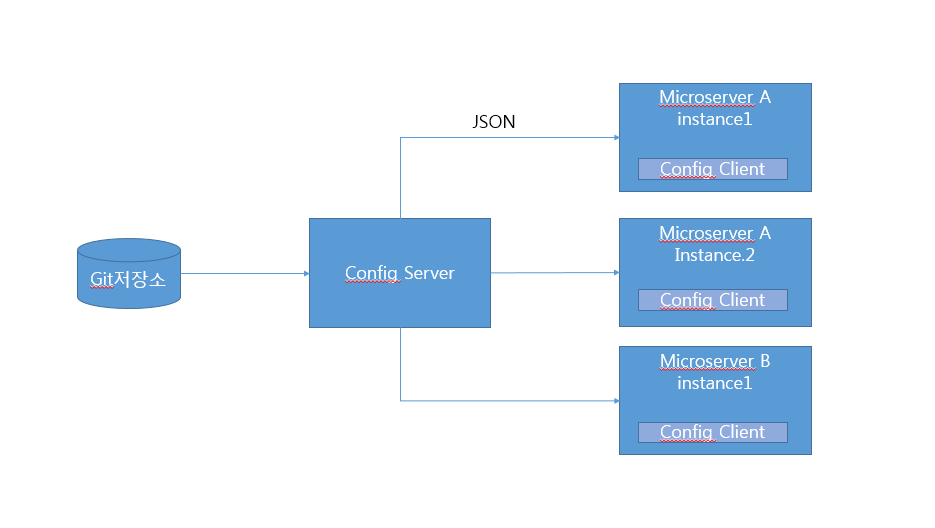 Git저장소
Config Server
JSON
Microserver A
instance1
Config Client
Microserver A
Instance.2
Config Client
Microserver B
instance1
Config Client